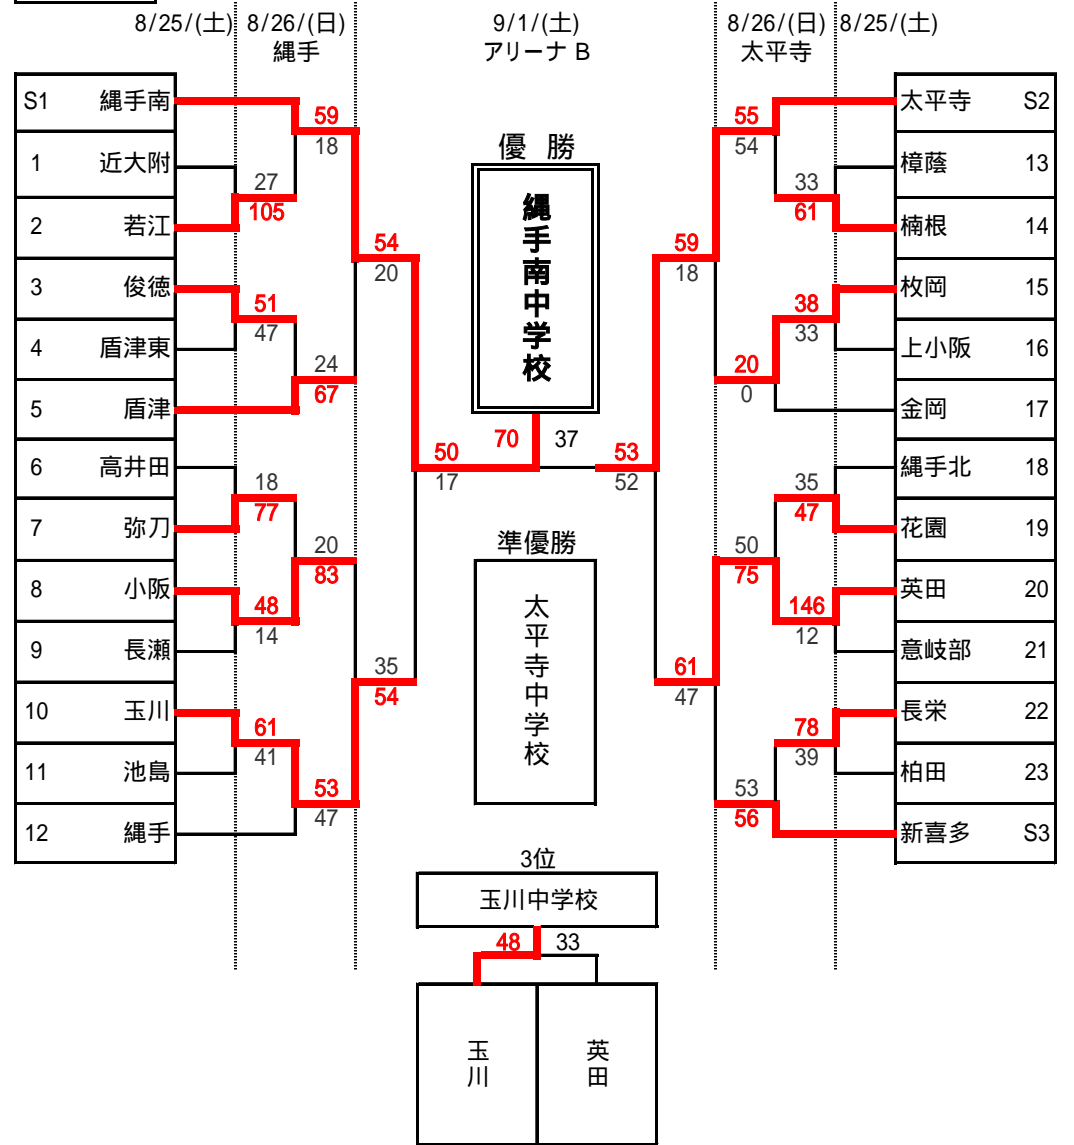 8/25/(土) 8/26/(日) 9/1/(土) 8/26/(日) 8/25/(土)
縄手 アリーナ B 太平寺
S1 縄手南 太平寺 S2
59 55
18 54
優 勝
1 近大附 樟蔭 13
27 33
105 61
2 若江 楠根 14
縄手南中学校
54 59
20 18
3 俊徳 枚岡 15
51 38
47 33
4 盾津東 上小阪 16
24 20
67 0
5 盾津 金岡 17
70 37
50 53
17 52
6 高井田 縄手北 18
18 35
77 47
7 弥刀 花園 19
準優勝
20 50
83 75
8 小阪 英田 20
48 146
14 12
太平寺中学校
9 長瀬 意岐部 21
35 61
54 47
10 玉川 長栄 22
61 78
41 39
11 池島 柏田 23
53 53
47 56
12 縄手 新喜多 S3
3位
玉川中学校
48 33
玉川 英田